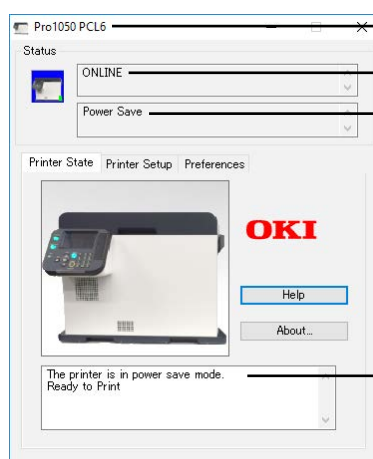 Pro1050 PCL6
Status
ONLINE
Power Save
Printer State Printer Setup Preferences
OKI
Help
About...
The printer is in power save mode.
Ready to Print